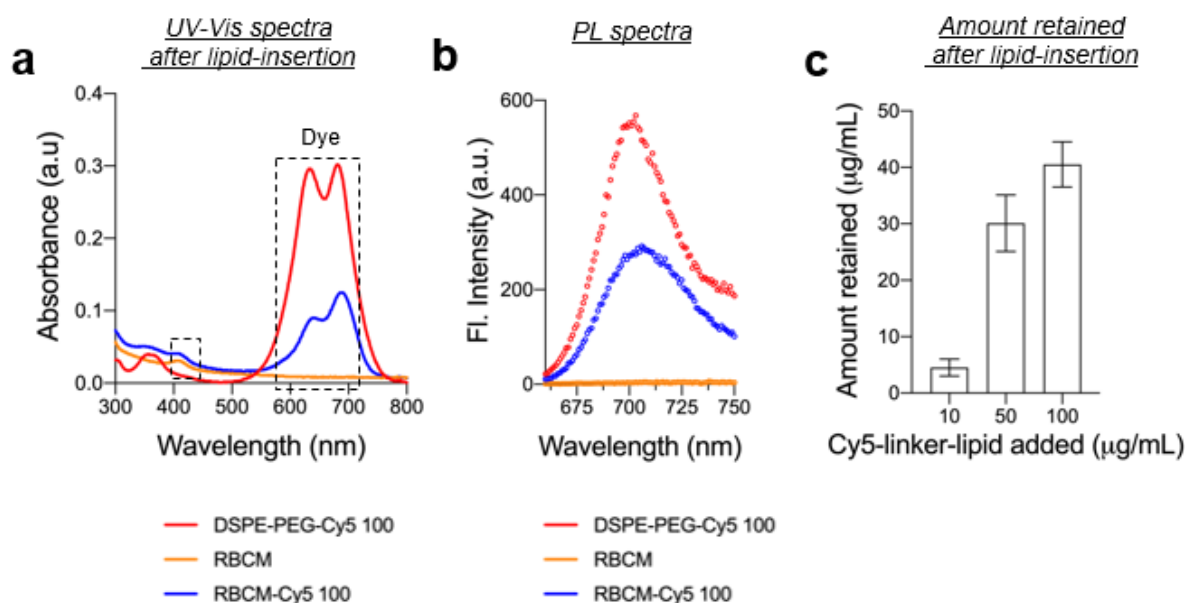 UV-Vis spectra
after lipid-insertion
a
0.4
0.3
0.2
0.1
0.0
Absorbance (a.u)
Dye
300 400 500 600 700 800
Wavelength (nm)
DSPE-PEG-Cy5 100
RBCM
RBCM-Cy5 100
PL spectra
b
600
400
200
0
Fl. Intensity (a.u.)
675 700 725 750
Wavelength (nm)
DSPE-PEG-Cy5 100
RBCM
RBCM-Cy5 100
Amount retained
after lipid-insertion
c
50
40
30
20
10
0
Amount retained (μg/mL)
10 50 100
Cy5-linker-lipid added (μg/mL)